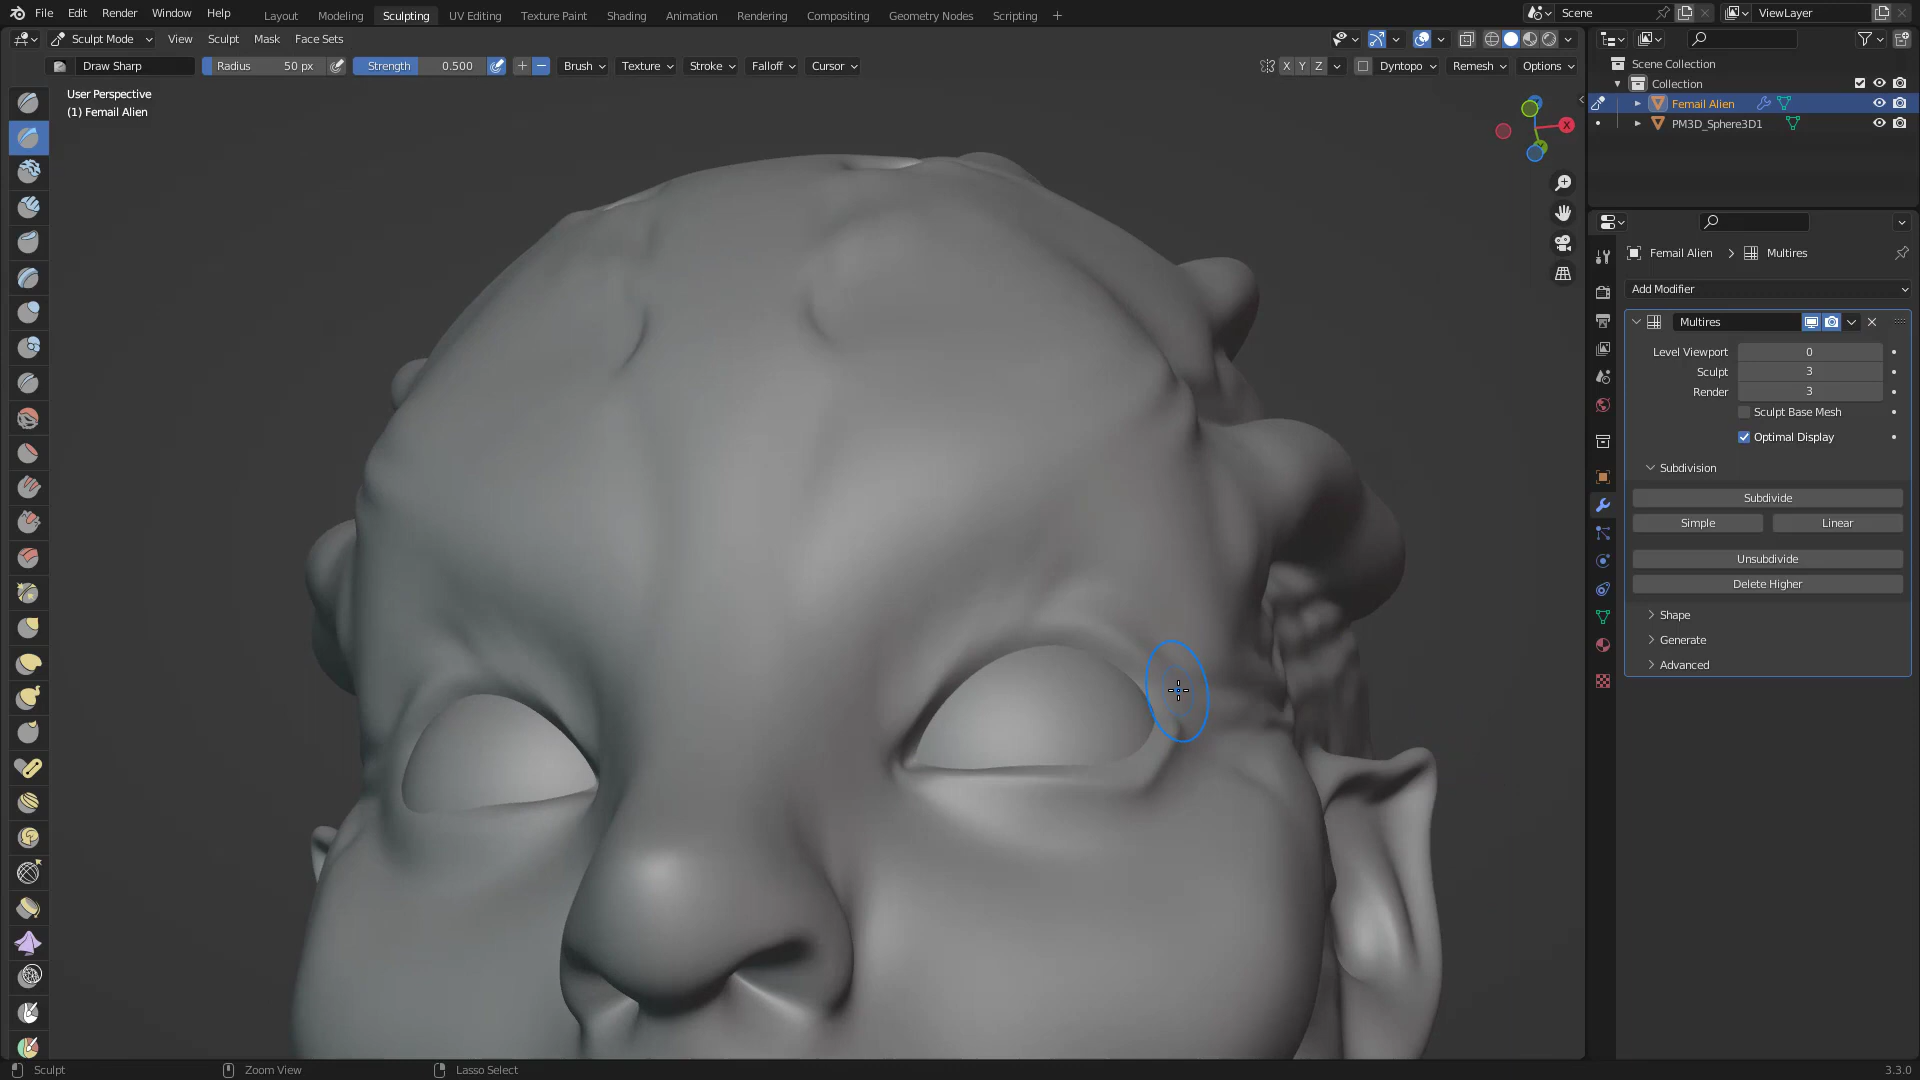 File Edit Render Window Help Layout Modeling Sculpting UV Editing Texture Paint Shading Animation Rendering Compositing Geometry Nodes Scripting + Scene ViewLayer
Sculpt Mode View Sculpt Mask Face Sets
Draw Sharp Radius 50 px Strength 0.500 Brush Texture Stroke Falloff Cursor X Y Z Dyntopo Remesh Options
User Perspective
(1) Femail Alien
X
Y
Scene Collection
Collection
Femail Alien
PM3D_Sphere3D1
Femail Alien > Multires
Add Modifier
Multires
Level Viewport 0
Sculpt 3
Render 3
Sculpt Base Mesh
Optimal Display
Subdivision
Subdivide
Simple Linear
Unsubdivide
Delete Higher
Shape
Generate
Advanced
Sculpt Zoom View Lasso Select 3.3.0